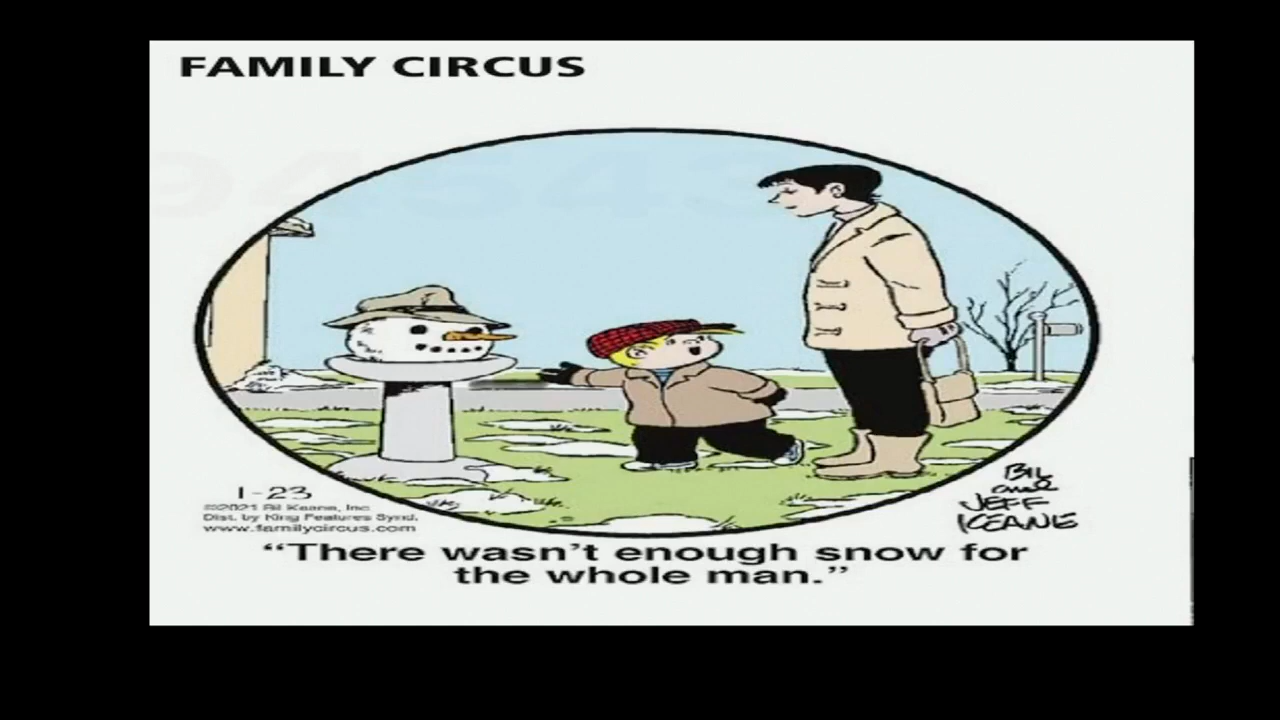 FAMILY CIRCUS
1-23
©2021 Bil Keane, Inc.
Dist. by King Features Synd.
www.familycircus.com
BIL
and
JEFF
KEANE
“There wasn’t enough snow for
the whole man.”